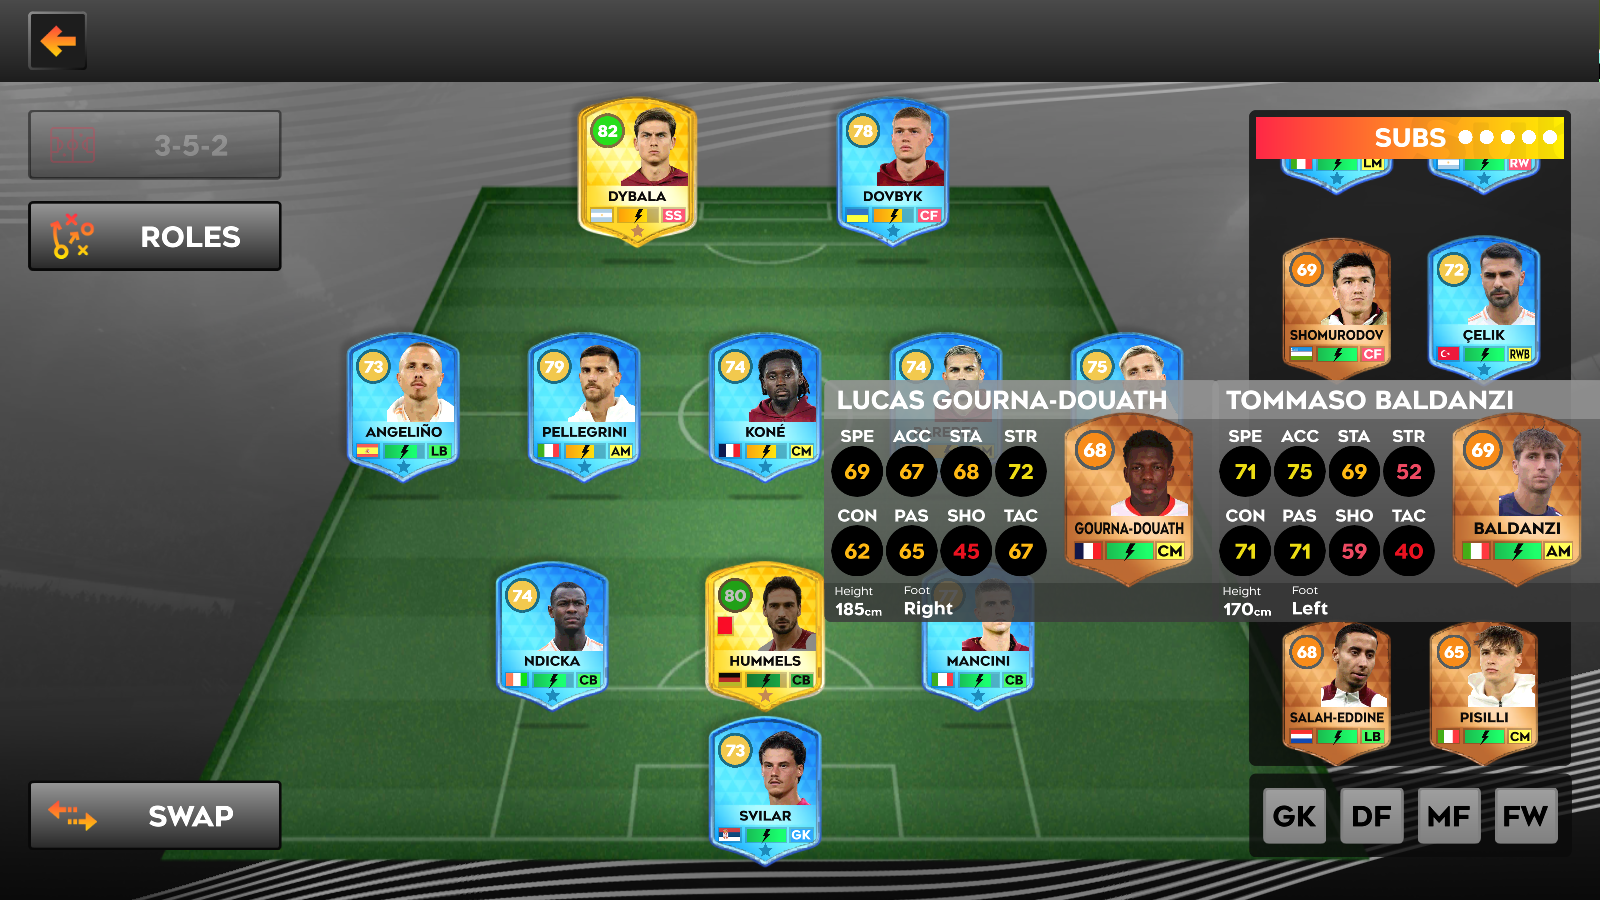 3-5-2
ROLES
SWAP
82
DYBALA
SS
78
DOVBYK
CF
SUBS
LM
RW
69
SHOMURODOV
CF
72
ÇELIK
RWB
73
ANGELIÑO
LB
79
PELLEGRINI
AM
74
KONÉ
CM
74
75
LUCAS GOURNA-DOUATH
SPE ACC STA STR
69 67 68 72
CON PAS SHO TAC
62 65 45 67
Height Foot
185cm Right
68
GOURNA-DOUATH
CM
TOMMASO BALDANZI
SPE ACC STA STR
71 75 69 52
CON PAS SHO TAC
71 71 59 40
Height Foot
170cm Left
69
BALDANZI
AM
74
NDICKA
CB
80
HUMMELS
CB
77
MANCINI
CB
68
SALAH-EDDINE
LB
65
PISILLI
CM
73
SVILAR
GK
GK DF MF FW